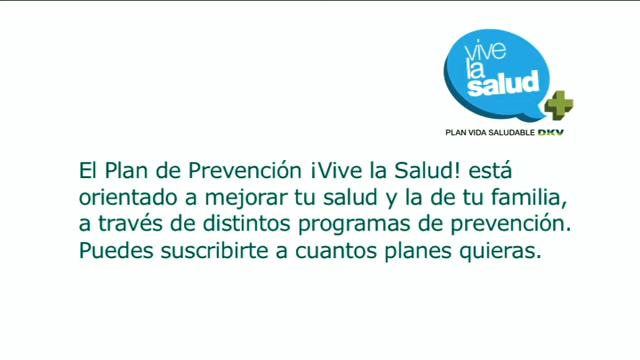 vive
la
salud
PLAN VIDA SALUDABLE DKV
El Plan de Prevención ¡Vive la Salud! está
orientado a mejorar tu salud y la de tu familia,
a través de distintos programas de prevención.
Puedes suscribirte a cuantos planes quieras.